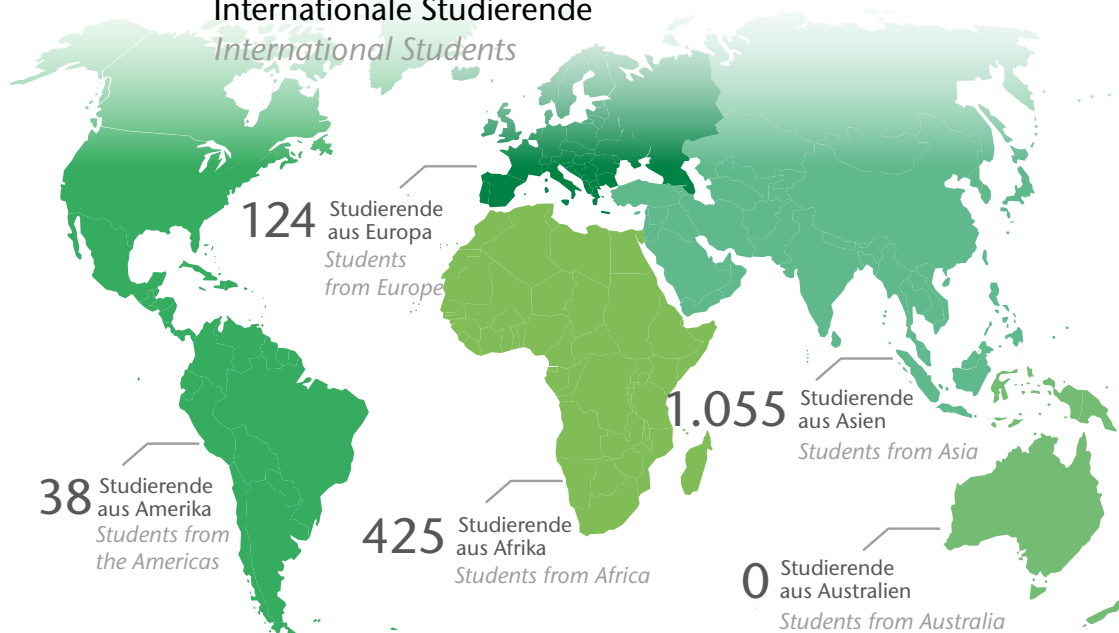 Internationale Studierende
International Students
124 Studierende
aus Europa
Students
from Europe
1.055 Studierende
aus Asien
Students from Asia
38 Studierende
aus Amerika
Students from
the Americas
425 Studierende
aus Afrika
Students from Africa
0 Studierende
aus Australien
Students from Australia